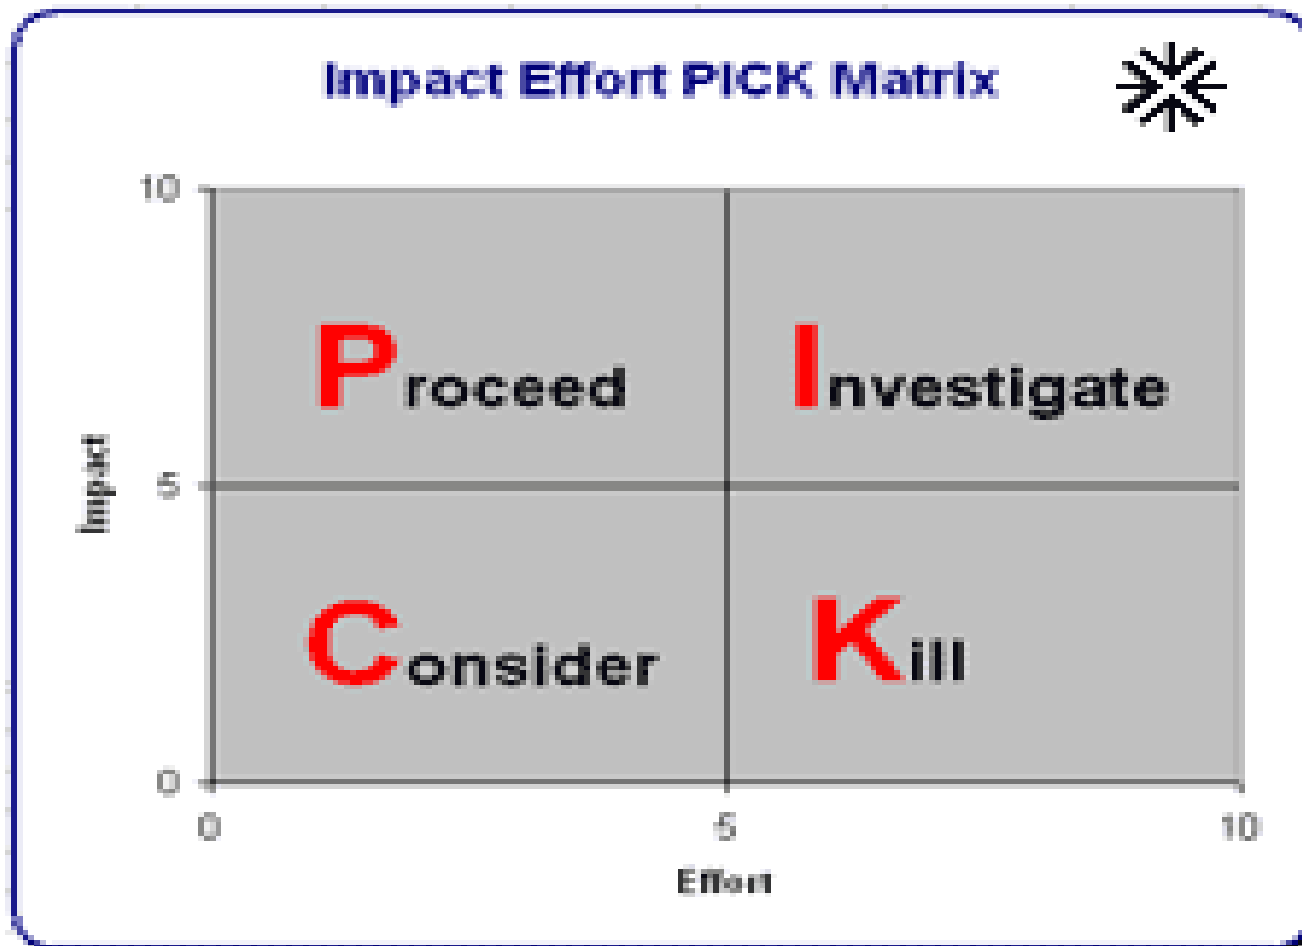 Impact Effort PICK Matrix
10
Proceed
Investigate
Impact
5
Consider
Kill
0
0 5 10
Effort